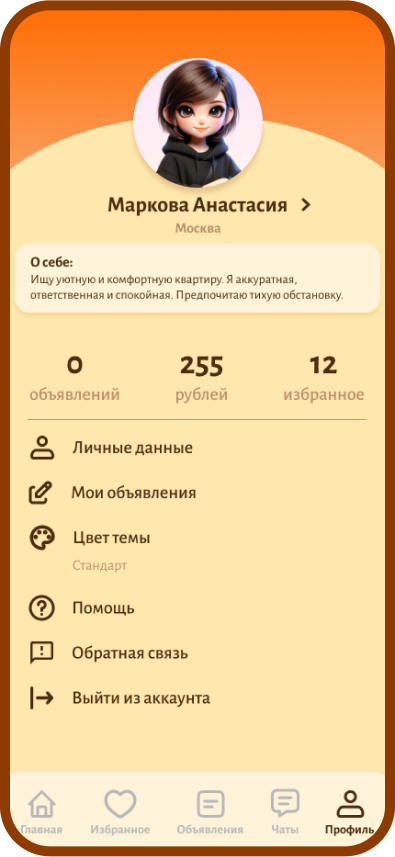 Маркова Анастасия
Москва
О себе:
Ищу уютную и комфортную квартиру. Я аккуратная,
ответственная и спокойная. Предпочитаю тихую обстановку.
0 255 12
объявлений рублей избранное
Личные данные
Мои объявления
Цвет темы
Стандарт
Помощь
Обратная связь
Выйти из аккаунта
Главная Избранное Объявления Чаты Профиль